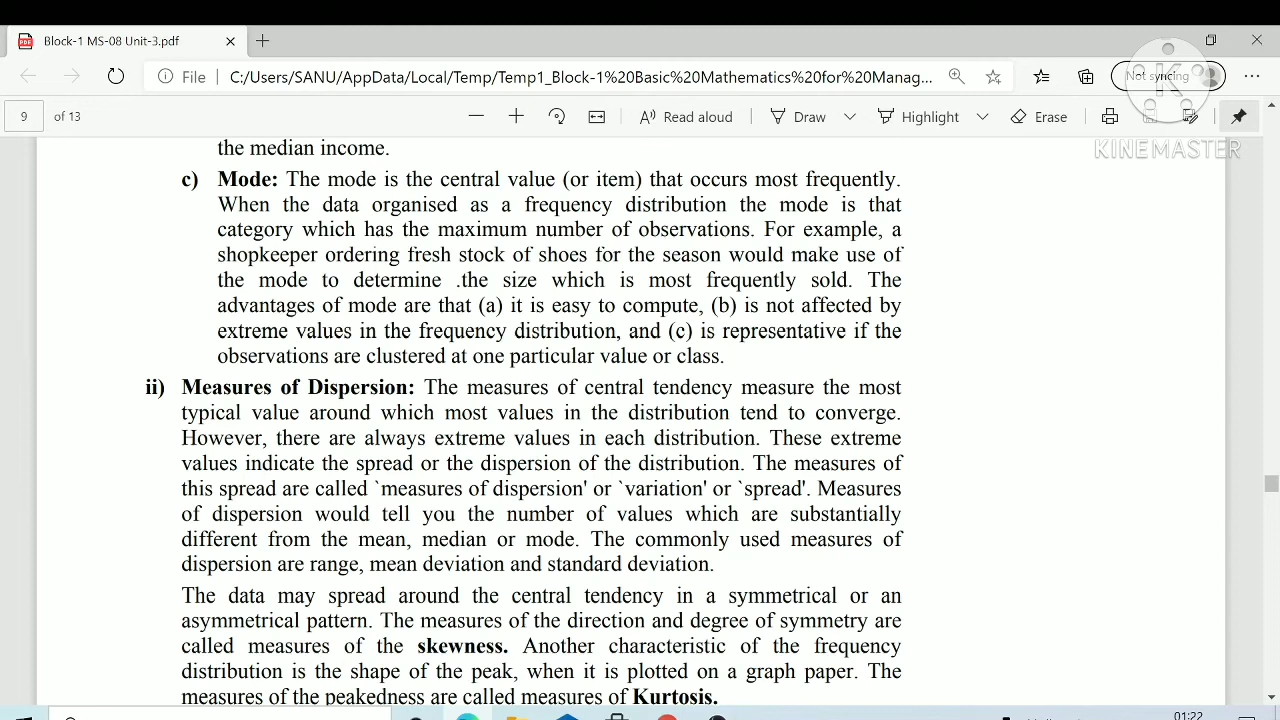 Block-1 MS-08 Unit-3.pdf
File C:/Users/SANU/AppData/Local/Temp/Temp1_Block-1%20Basic%20Mathematics%20for%20Manag... Not syncing
9 of 13 Read aloud Draw Highlight Erase
KINEMASTER
the median income.
c) Mode: The mode is the central value (or item) that occurs most frequently.
When the data organised as a frequency distribution the mode is that
category which has the maximum number of observations. For example, a
shopkeeper ordering fresh stock of shoes for the season would make use of
the mode to determine .the size which is most frequently sold. The
advantages of mode are that (a) it is easy to compute, (b) is not affected by
extreme values in the frequency distribution, and (c) is representative if the
observations are clustered at one particular value or class.
ii) Measures of Dispersion: The measures of central tendency measure the most
typical value around which most values in the distribution tend to converge.
However, there are always extreme values in each distribution. These extreme
values indicate the spread or the dispersion of the distribution. The measures of
this spread are called `measures of dispersion' or `variation' or `spread'. Measures
of dispersion would tell you the number of values which are substantially
different from the mean, median or mode. The commonly used measures of
dispersion are range, mean deviation and standard deviation.
The data may spread around the central tendency in a symmetrical or an
asymmetrical pattern. The measures of the direction and degree of symmetry are
called measures of the skewness. Another characteristic of the frequency
distribution is the shape of the peak, when it is plotted on a graph paper. The
measures of the peakedness are called measures of Kurtosis.
01:22